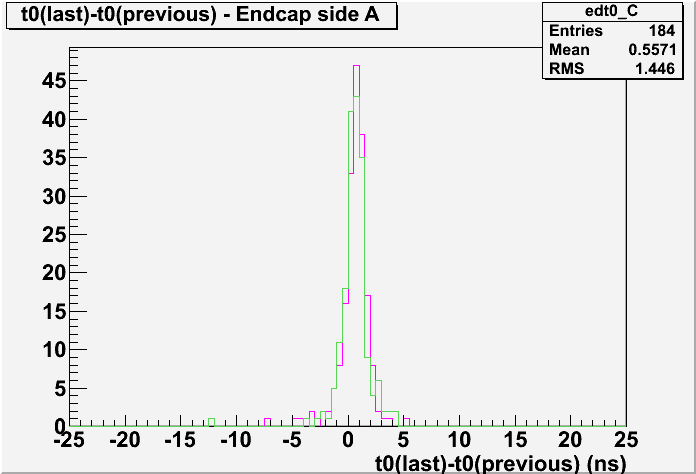 t0(last)-t0(previous) - Endcap side A
edt0_C
Entries 184
Mean 0.5571
RMS 1.446
45
40
35
30
25
20
15
10
5
0
-25 -20 -15 -10 -5 0 5 10 15 20 25
t0(last)-t0(previous) (ns)